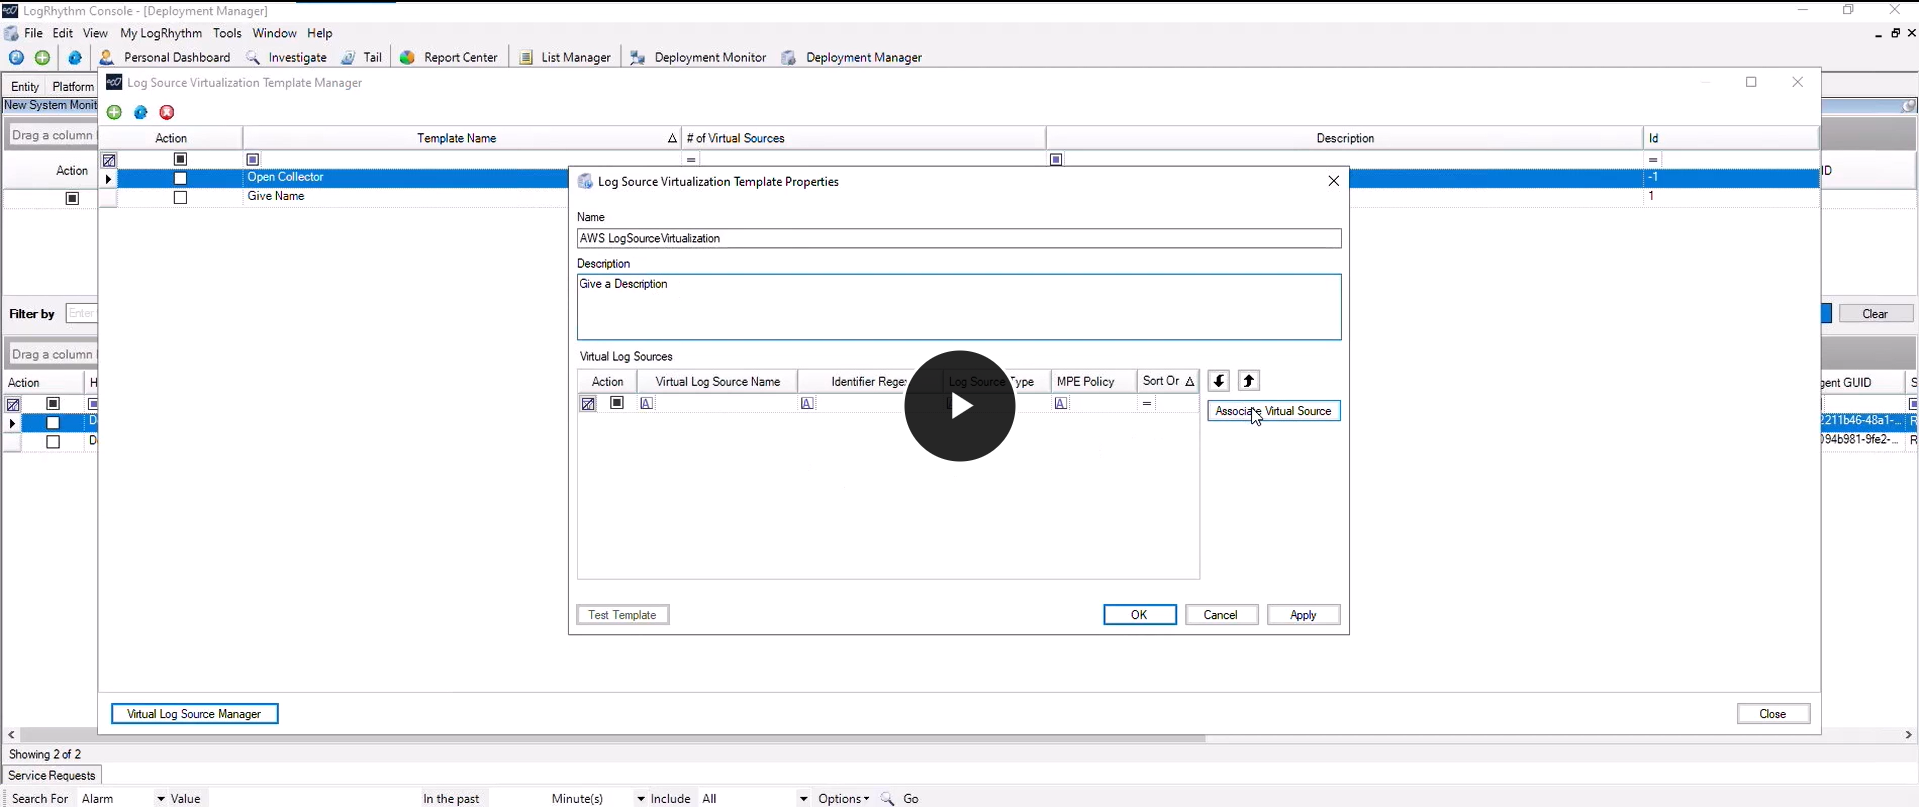 LogRhythm Console - [Deployment Manager]
File Edit View My LogRhythm Tools Window Help
Personal Dashboard Investigate Tail Report Center List Manager Deployment Monitor Deployment Manager
Entity Platform
Log Source Virtualization Template Manager
New System Monit
Drag a column
Action Template Name # of Virtual Sources Description Id
= =
Action
ID
Open Collector -1
Give Name 1
Log Source Virtualization Template Properties
Name
AWS LogSourceVirtualization
Description
Give a Description
Filter by Enter
Clear
Drag a column
Virtual Log Sources
Action Virtual Log Source Name Identifier Rege Log Source Type MPE Policy Sort Or
A A A =
Associate Virtual Source
Action H
gent GUID S
D 2211b46-48a1-... R
D 094b981-9fe2-... R
Test Template OK Cancel Apply
Virtual Log Source Manager Close
Showing 2 of 2
Service Requests
Search For Alarm Value In the past Minute(s) Include All Options Go